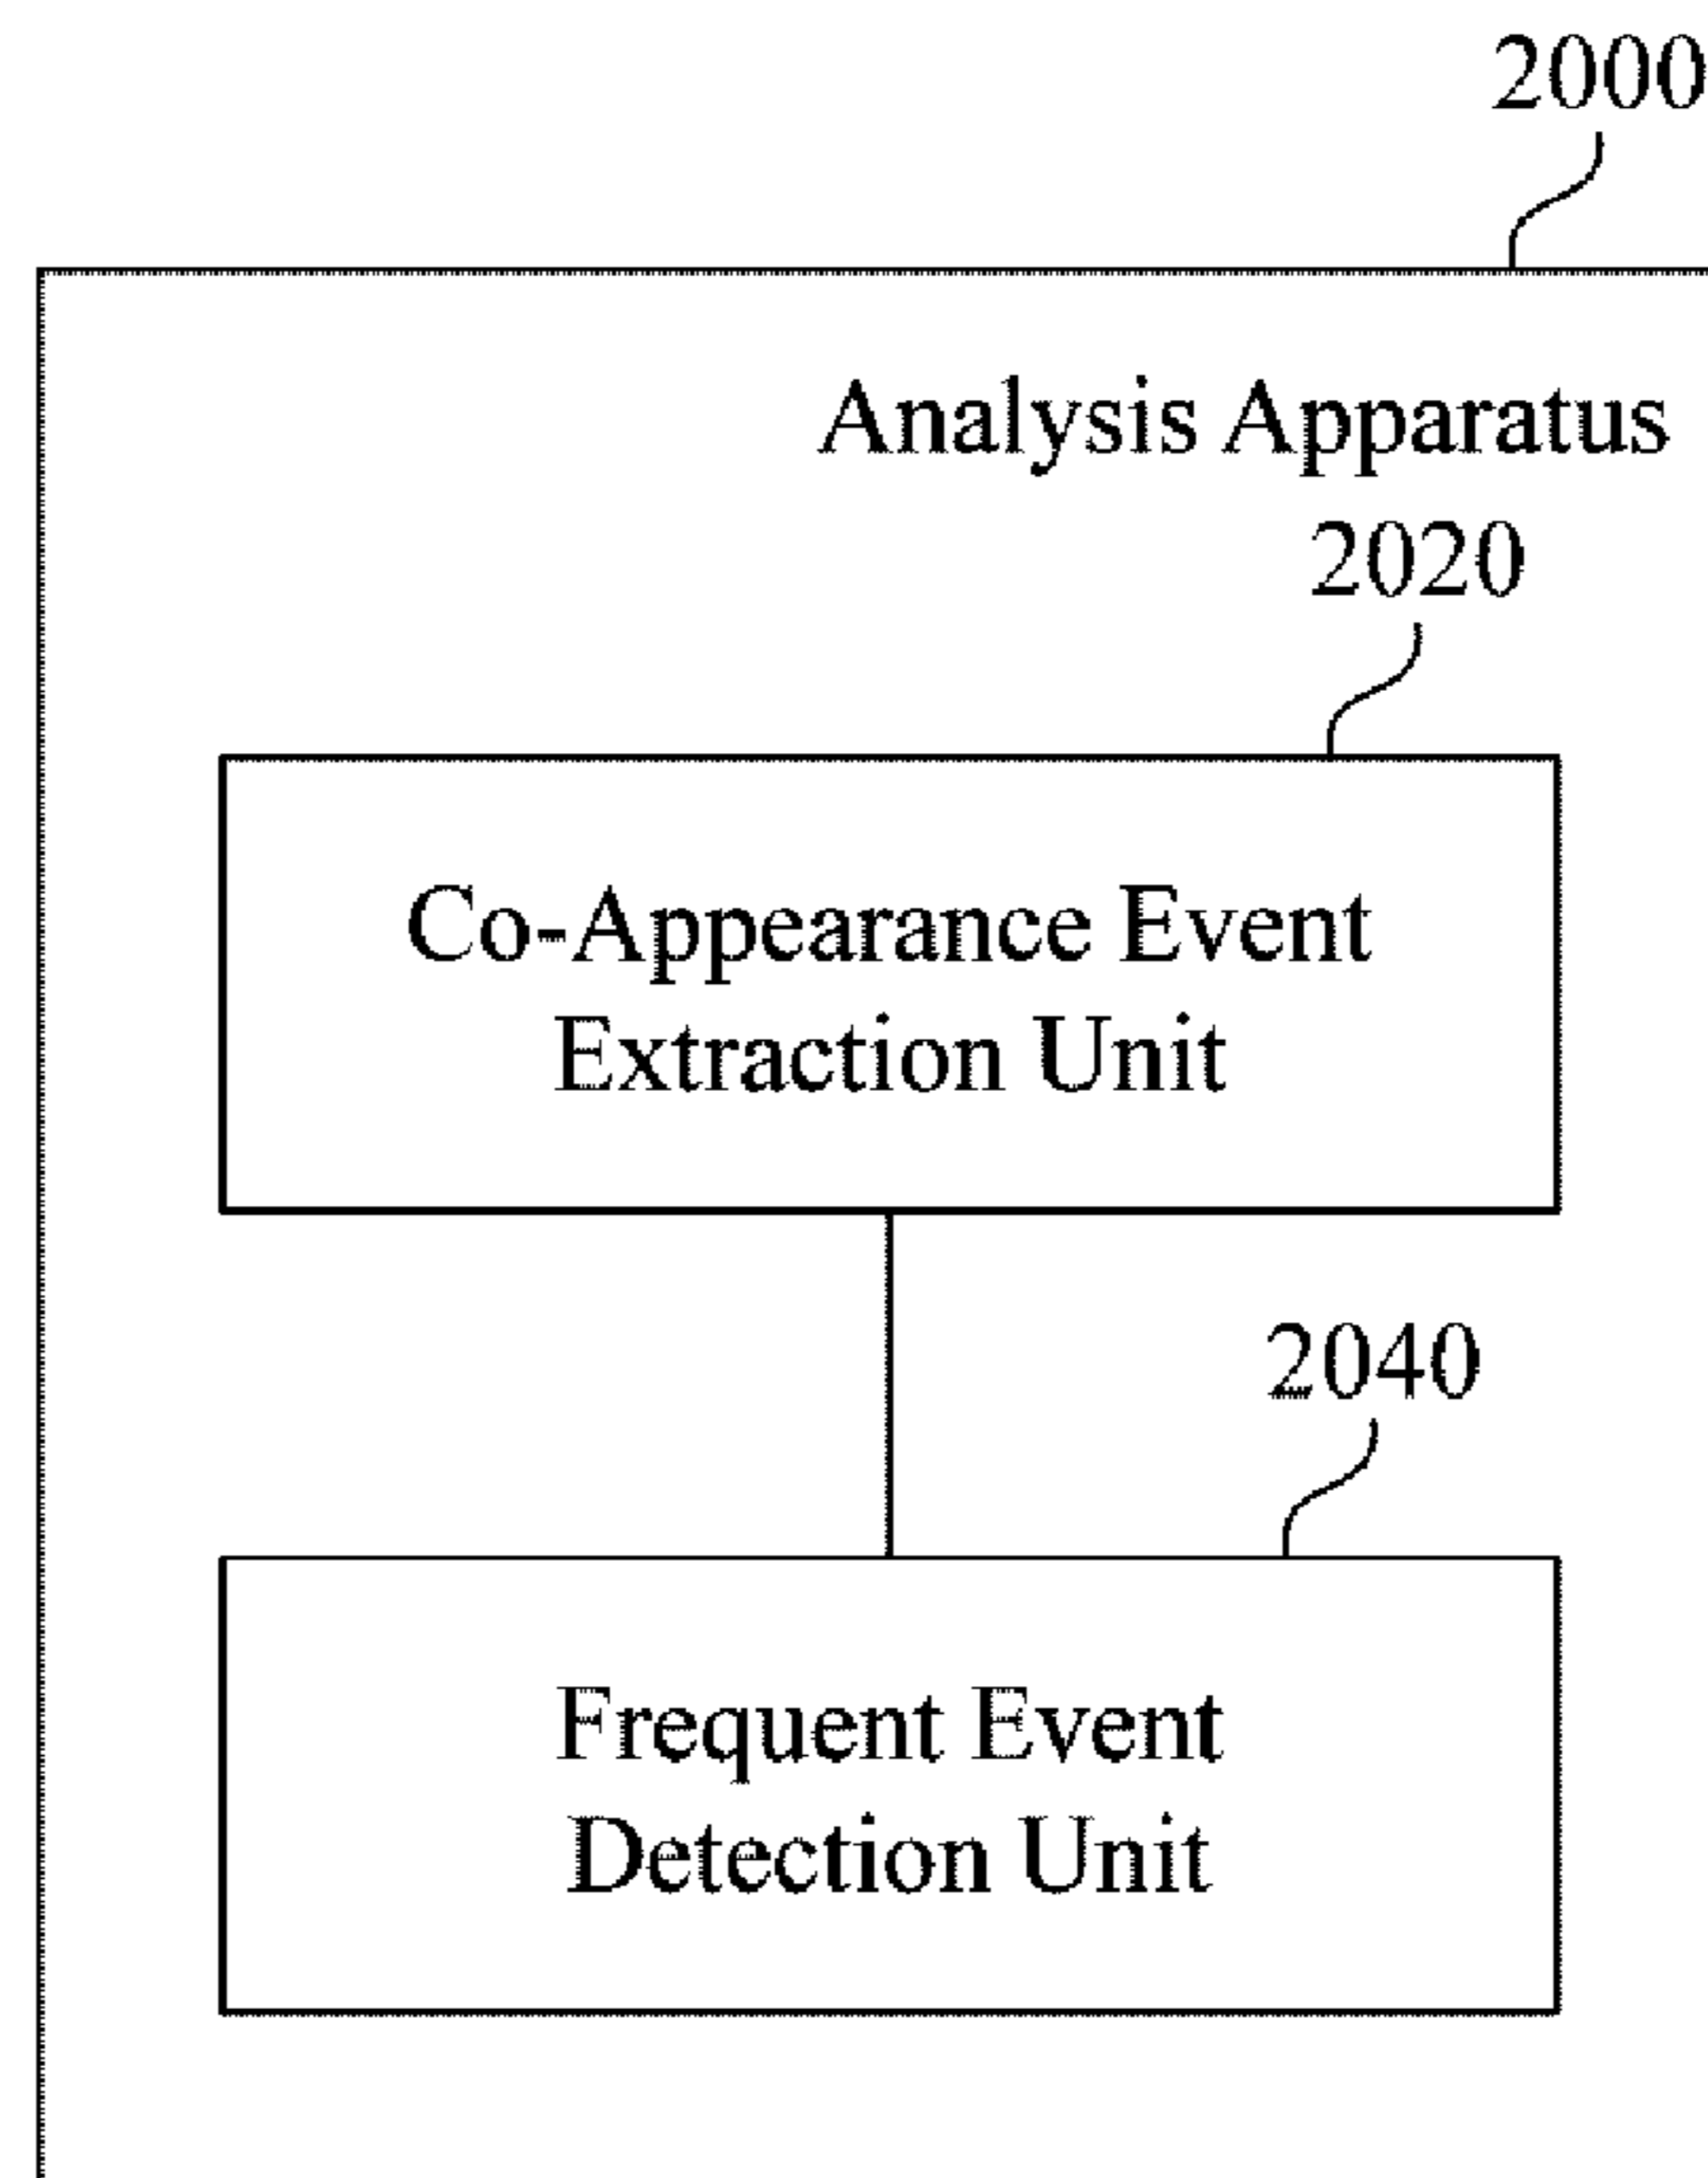 2000
Analysis Apparatus
2020
Co-Appearance Event
Extraction Unit
2040
Frequent Event
Detection Unit